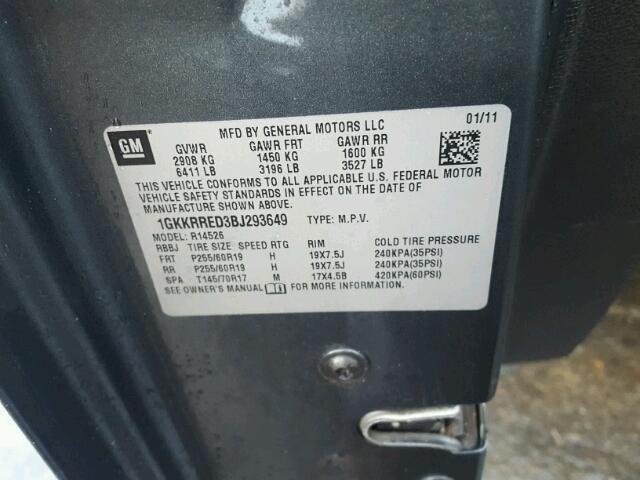 GM
MFD BY GENERAL MOTORS LLC 01/11
GVWR GAWR FRT GAWR RR
2908 KG 1450 KG 1600 KG
6411 LB 3196 LB 3527 LB
THIS VEHICLE CONFORMS TO ALL APPLICABLE U.S. FEDERAL MOTOR
VEHICLE SAFETY STANDARDS IN EFFECT ON THE DATE OF
MANUFACTURE SHOWN ABOVE.
1GKKRRED3BJ293649 TYPE: M.P.V.
MODEL: R14526
RBBJ TIRE SIZE SPEED RTG RIM COLD TIRE PRESSURE
FRT P255/60R19 H 19X7.5J 240KPA(35PSI)
RR P255/60R19 H 19X7.5J 240KPA(35PSI)
SPA T145/70R17 M 17X4.5B 420KPA(60PSI)
SEE OWNER'S MANUAL FOR MORE INFORMATION.